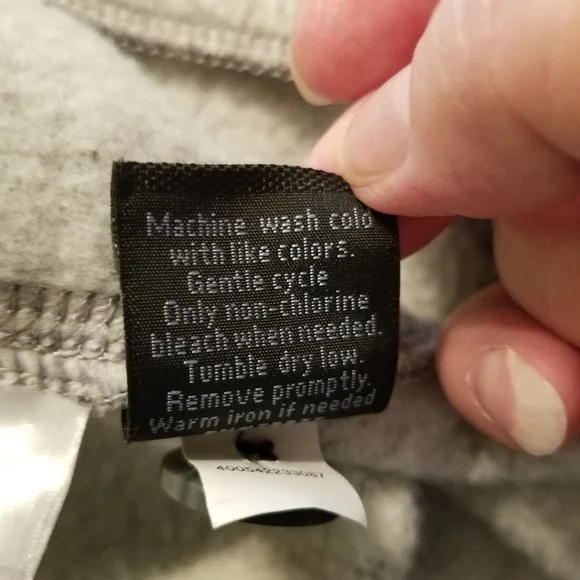 Machine wash cold
with like colors.
Gentle cycle
Only non-chlorine
bleach when needed.
Tumble dry low.
Remove promptly.
Warm iron if needed
400542233087